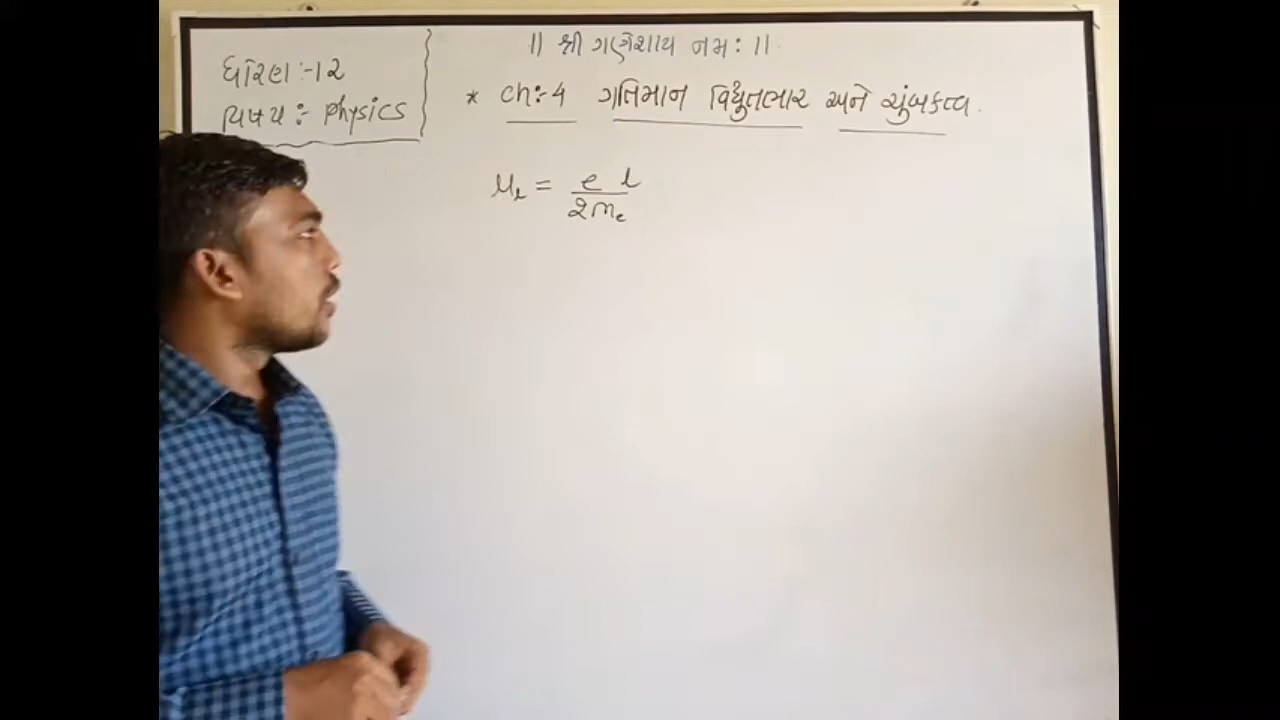 || શ્રી ગણેશાય નમઃ ||
ધોરણ :- 12
વિષય :- Physics
* ch:- 4 ગતિમાન વિદ્યુતભાર અને ચુંબકત્વ.
μₗ = e l / 2mₑ